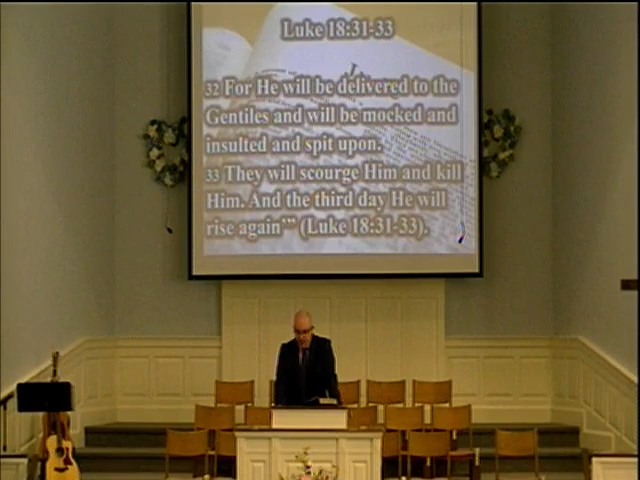 Luke 18:31-33
32 For He will be delivered to the
Gentiles and will be mocked and
insulted and spit upon.
33 They will scourge Him and kill
Him. And the third day He will
rise again’” (Luke 18:31-33).